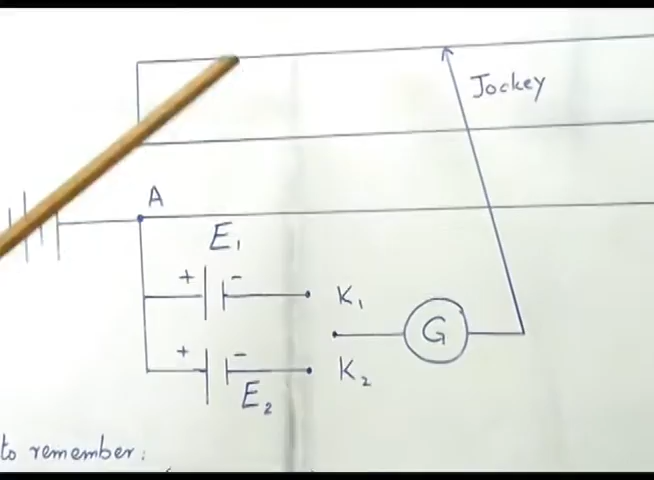 Jockey
A
E₁
+ -
K₁
G
+ -
K₂
E₂
to remember: